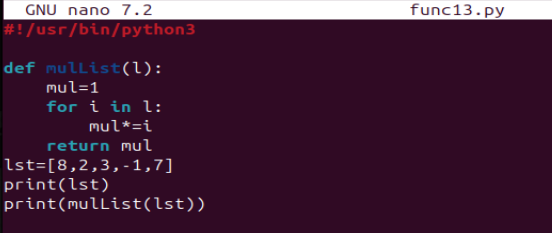 GNU nano 7.2 func13.py
#!/usr/bin/python3
def mulList(l):
    mul=1
    for i in l:
        mul*=i
    return mul
lst=[8,2,3,-1,7]
print(lst)
print(mulList(lst))